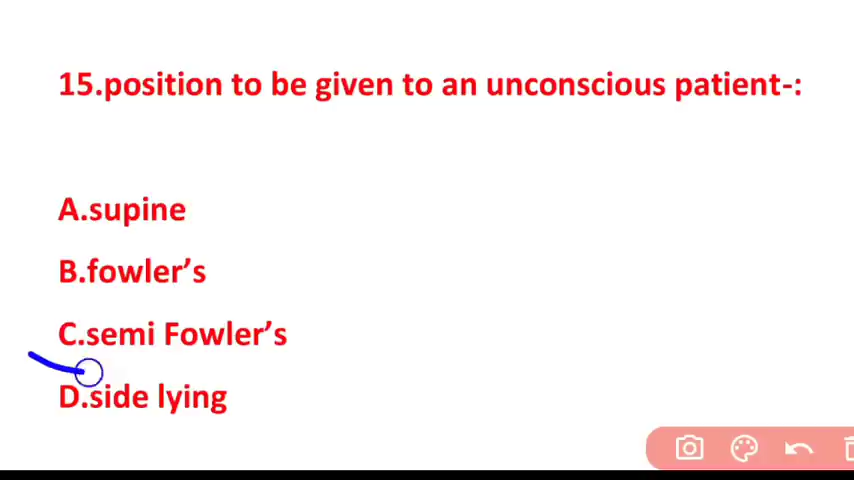 15.position to be given to an unconscious patient-:
A.supine
B.fowler’s
C.semi Fowler’s
D.side lying